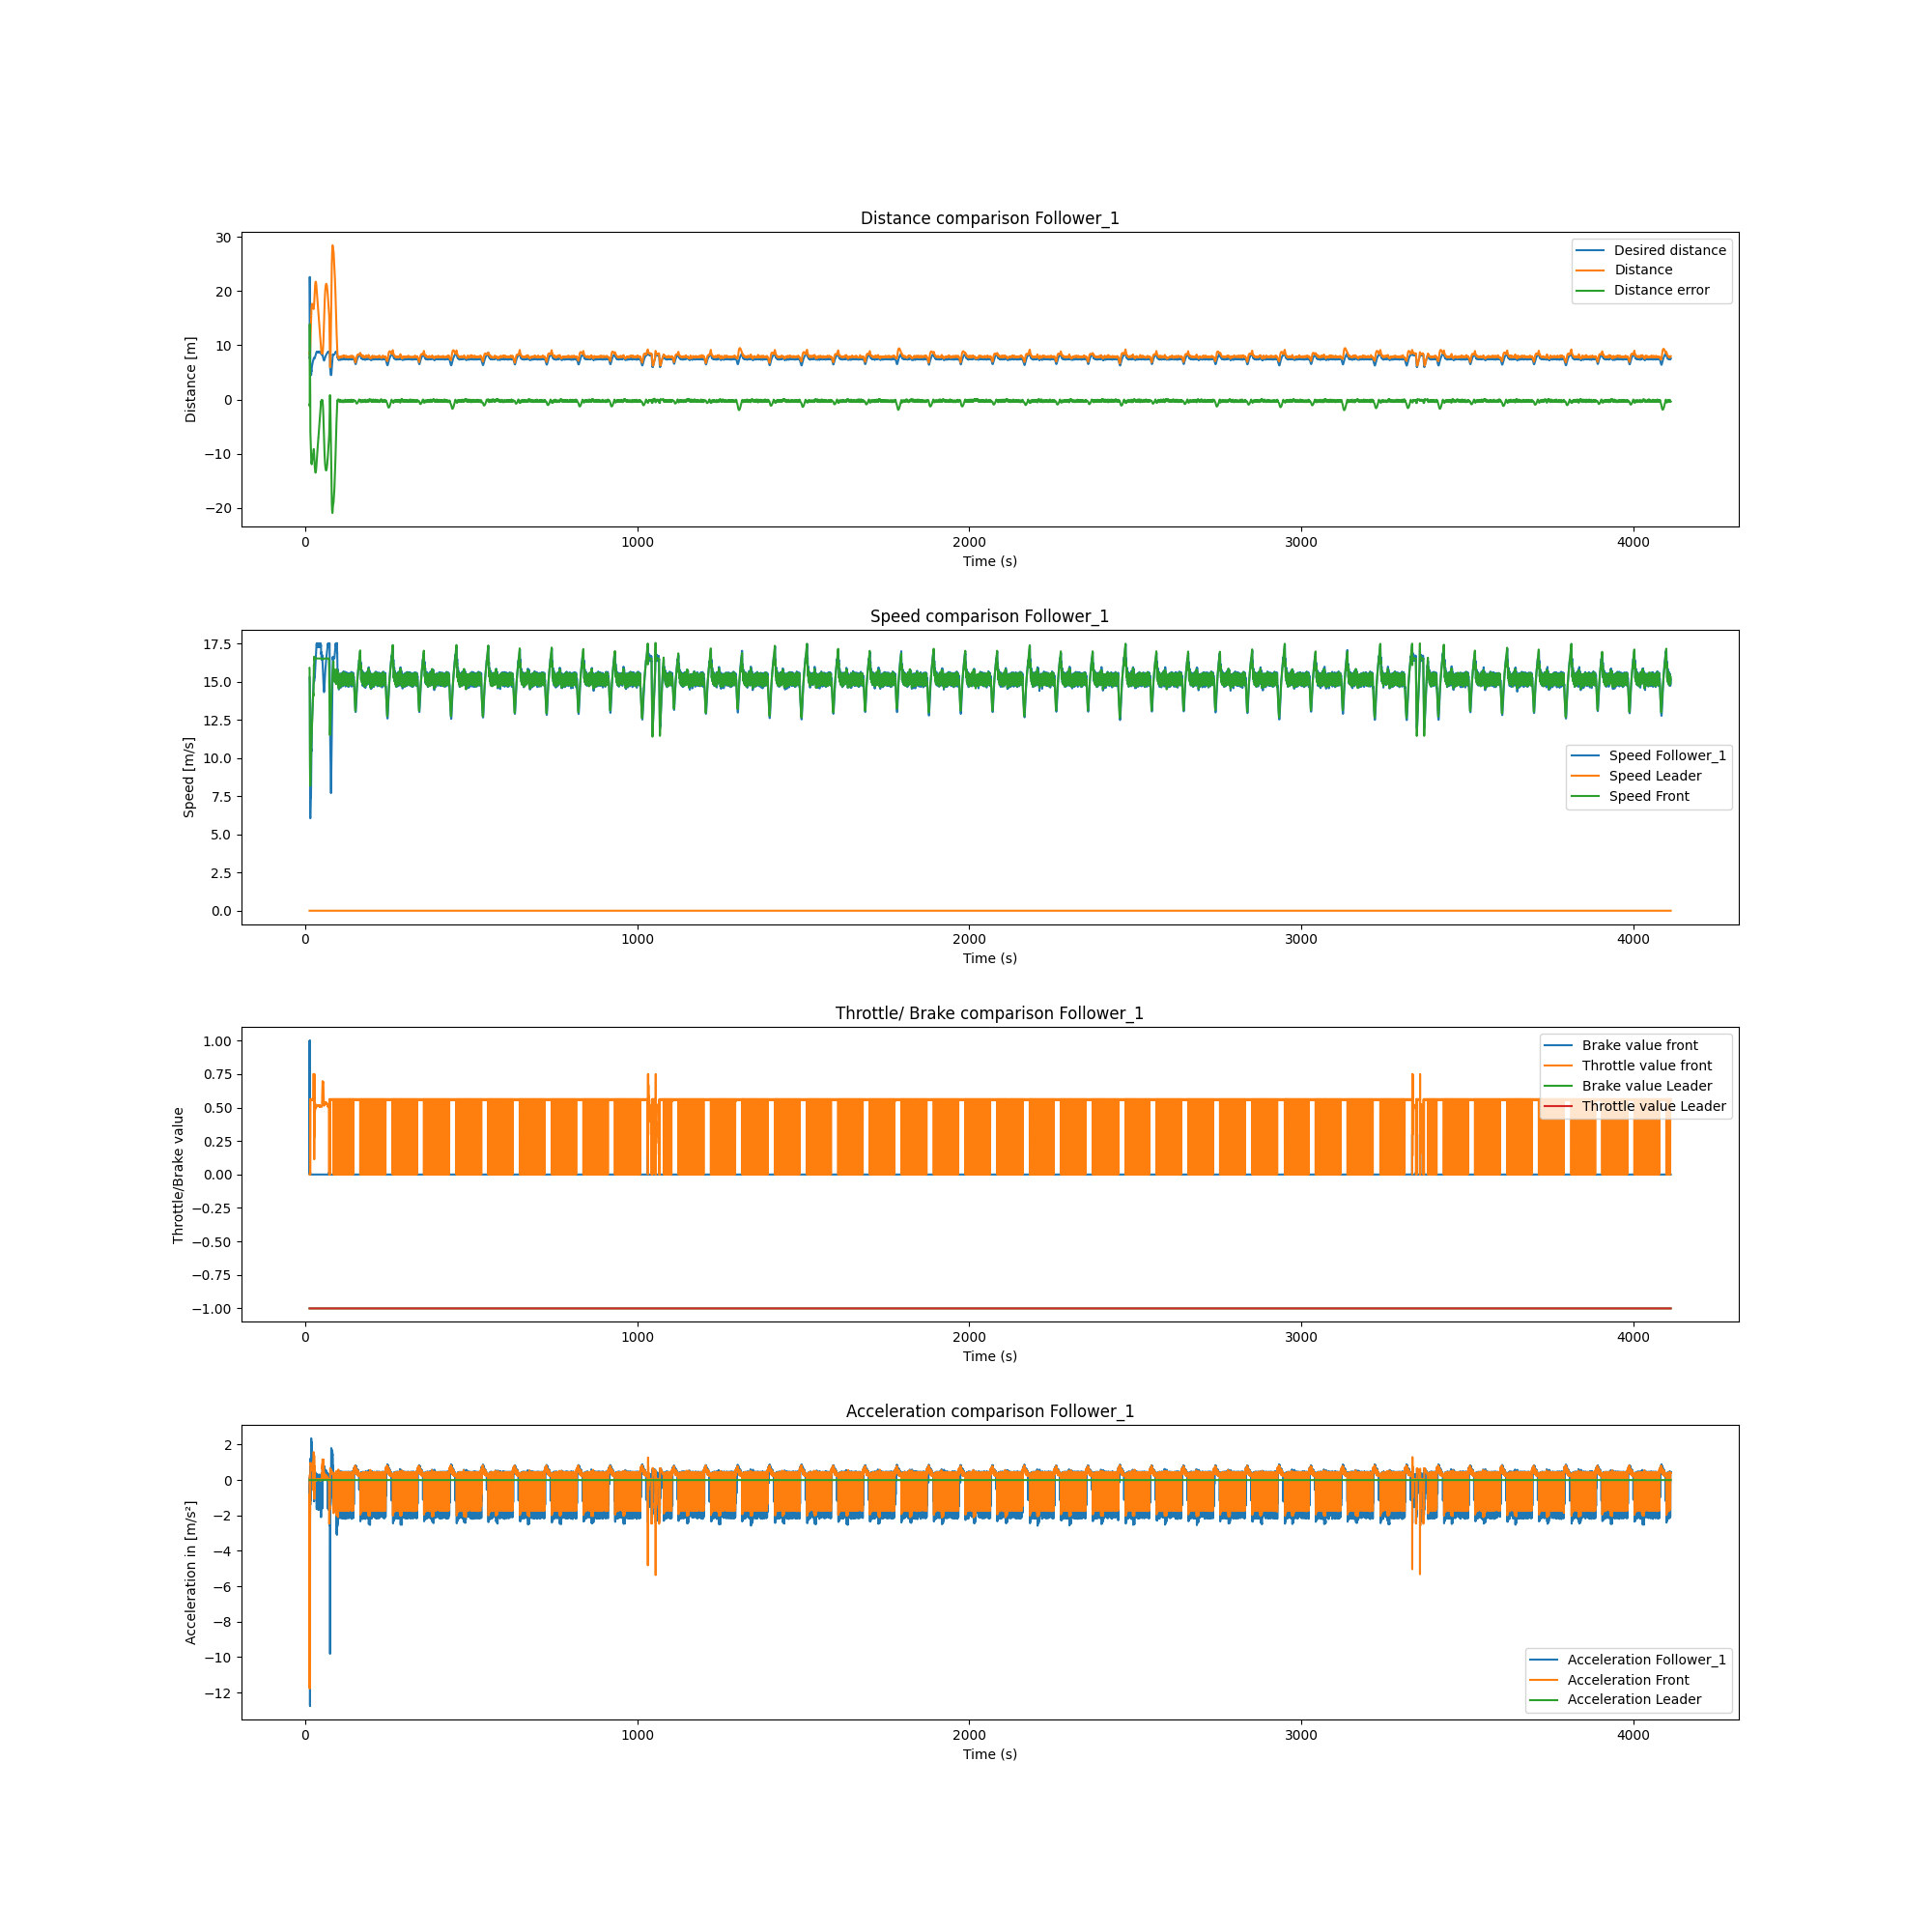 Distance comparison Follower_1
30
20
10
0
−10
−20
Distance [m]
Desired distance
Distance
Distance error
0 1000 2000 3000 4000
Time (s)
Speed comparison Follower_1
17.5
15.0
12.5
10.0
7.5
5.0
2.5
0.0
Speed [m/s]
Speed Follower_1
Speed Leader
Speed Front
0 1000 2000 3000 4000
Time (s)
Throttle/ Brake comparison Follower_1
1.00
0.75
0.50
0.25
0.00
−0.25
−0.50
−0.75
−1.00
Throttle/Brake value
Brake value front
Throttle value front
Brake value Leader
Throttle value Leader
0 1000 2000 3000 4000
Time (s)
Acceleration comparison Follower_1
2
0
−2
−4
−6
−8
−10
−12
Acceleration in [m/s²]
Acceleration Follower_1
Acceleration Front
Acceleration Leader
0 1000 2000 3000 4000
Time (s)